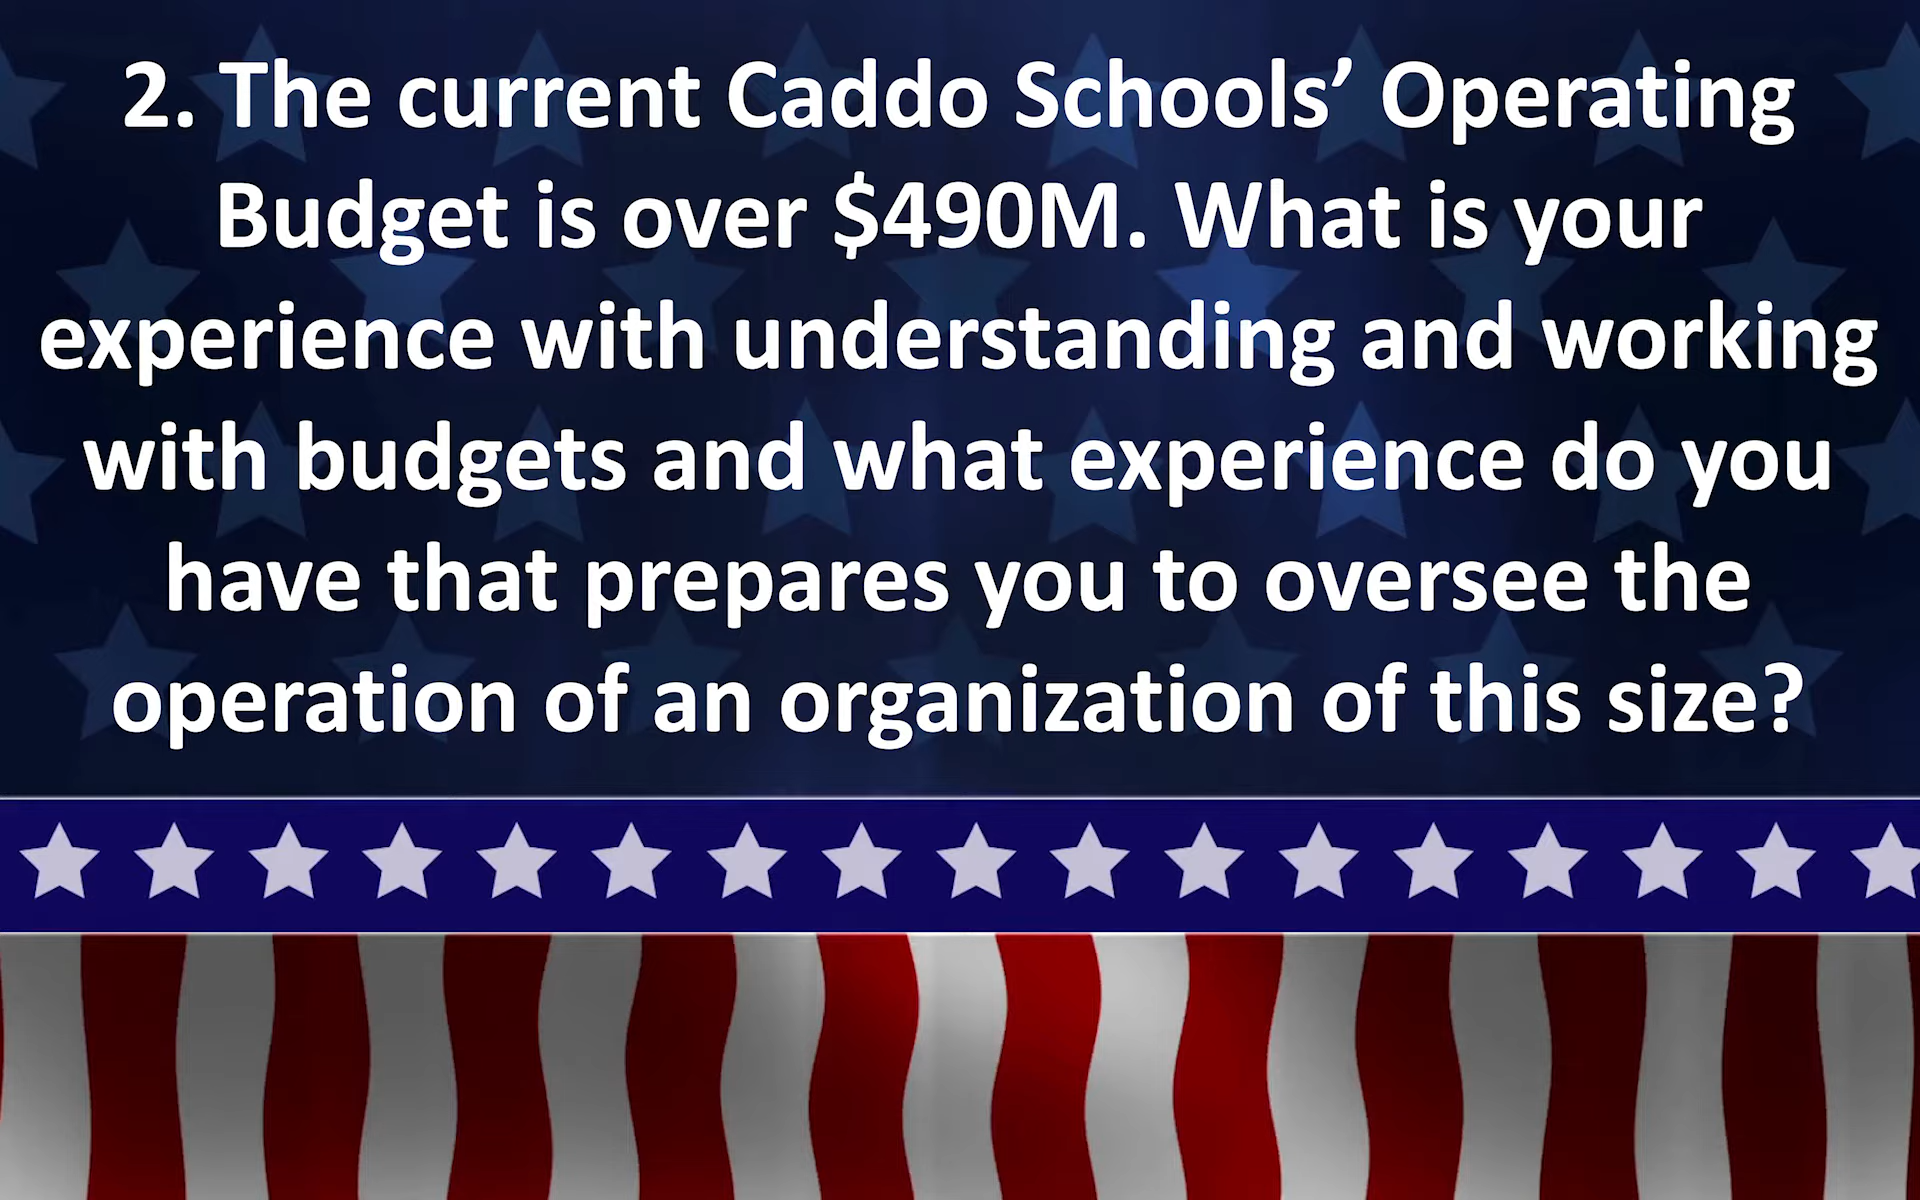 2. The current Caddo Schools’ Operating
Budget is over $490M. What is your
experience with understanding and working
with budgets and what experience do you
have that prepares you to oversee the
operation of an organization of this size?